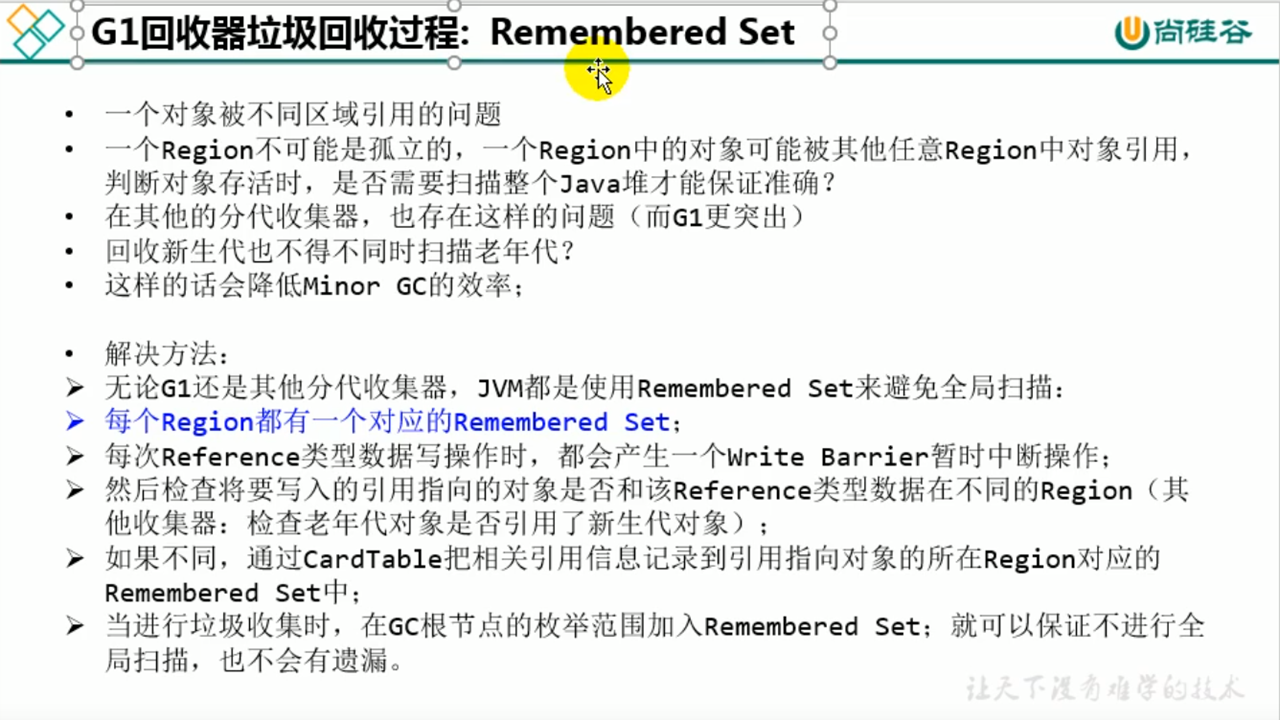 G1回收器垃圾回收过程: Remembered Set
尚硅谷
• 一个对象被不同区域引用的问题
• 一个Region不可能是孤立的，一个Region中的对象可能被其他任意Region中对象引用，
判断对象存活时，是否需要扫描整个Java堆才能保证准确？
• 在其他的分代收集器，也存在这样的问题（而G1更突出）
• 回收新生代也不得不同时扫描老年代？
• 这样的话会降低Minor GC的效率；
• 解决方法：
➢ 无论G1还是其他分代收集器，JVM都是使用Remembered Set来避免全局扫描：
➢ 每个Region都有一个对应的Remembered Set；
➢ 每次Reference类型数据写操作时，都会产生一个Write Barrier暂时中断操作；
➢ 然后检查将要写入的引用指向的对象是否和该Reference类型数据在不同的Region（其
他收集器：检查老年代对象是否引用了新生代对象）；
➢ 如果不同，通过CardTable把相关引用信息记录到引用指向对象的所在Region对应的
Remembered Set中；
➢ 当进行垃圾收集时，在GC根节点的枚举范围加入Remembered Set；就可以保证不进行全
局扫描，也不会有遗漏。
让天下没有难学的技术